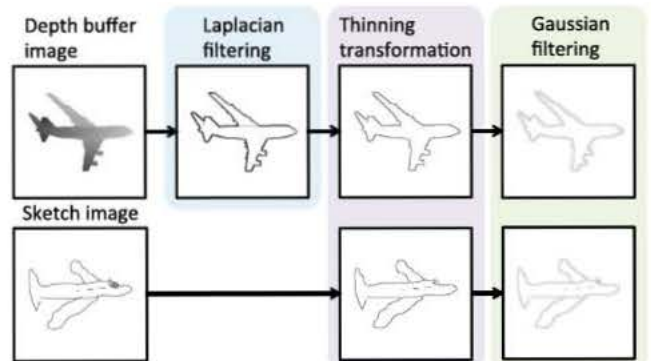 Depth buffer
image
Laplacian
filtering
Thinning
transformation
Gaussian
filtering
Sketch image